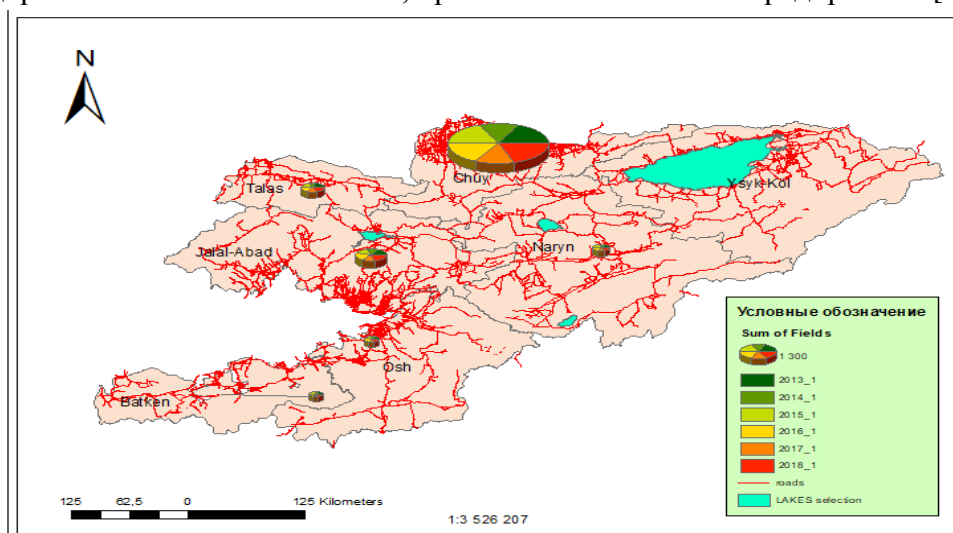 N
Chüy
Talas
Ysyk-Kol
Naryn
Jalal-Abad
Osh
Batken
Условные обозначение
Sum of Fields
1 300
2013_1
2014_1
2015_1
2016_1
2017_1
2018_1
roads
LAKES selection
125 62,5 0 125 Kilometers
1:3 526 207